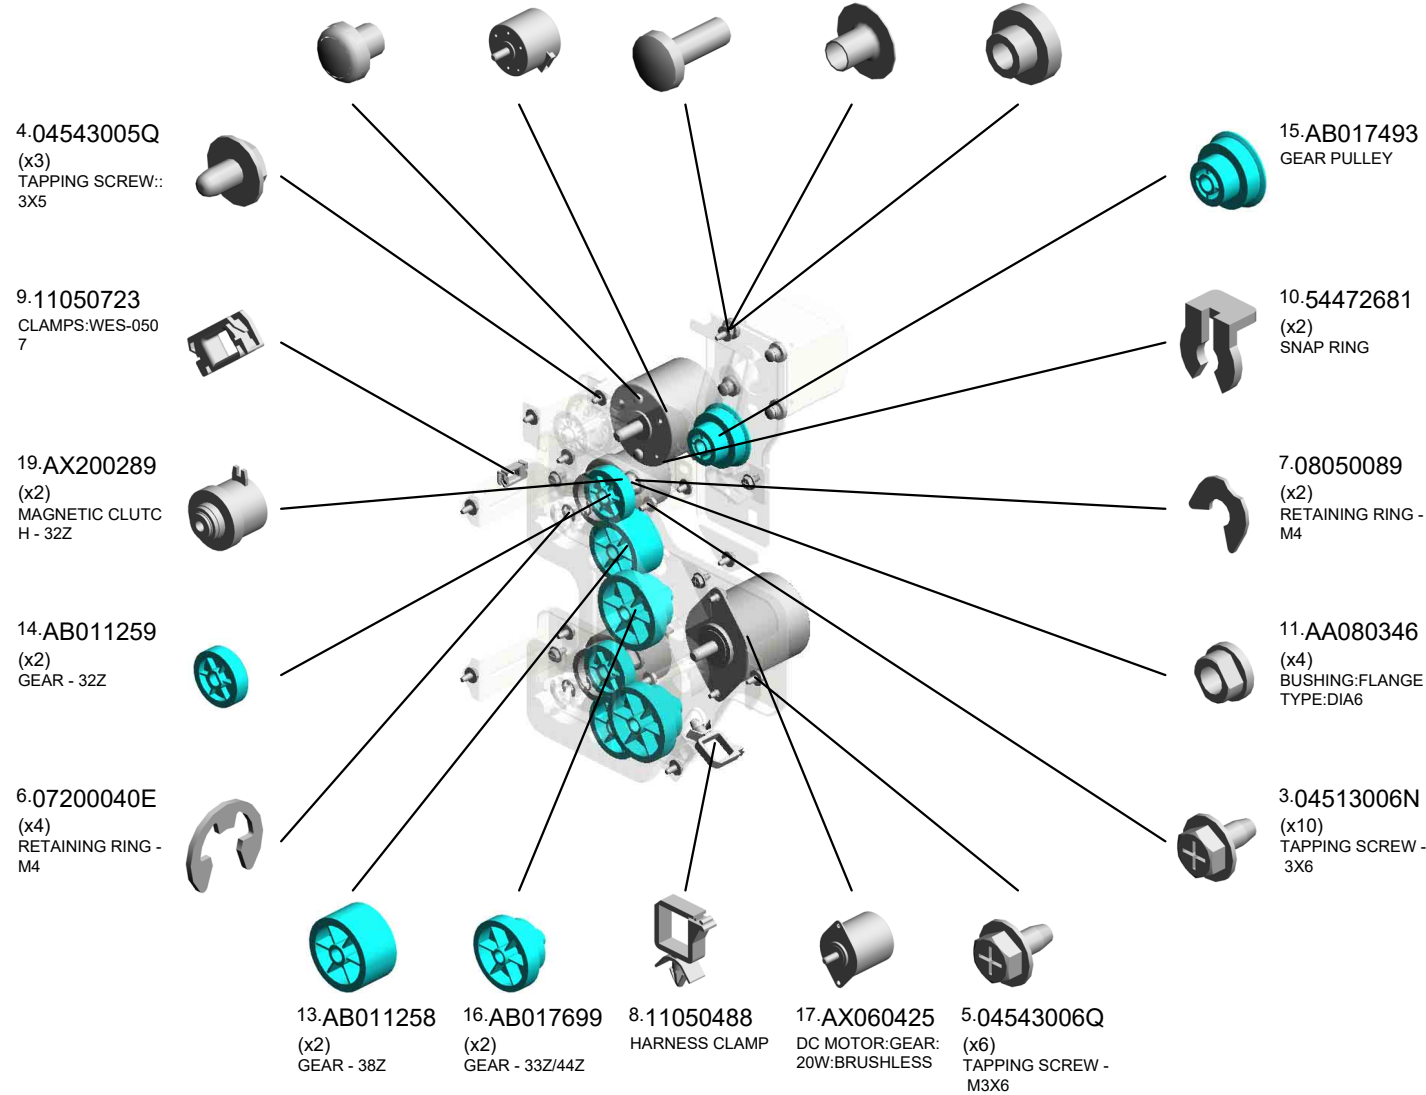 4.04543005Q
(x3)
TAPPING SCREW::
3X5
15.AB017493
GEAR PULLEY
9.11050723
CLAMPS:WES-050
7
10.54472681
(x2)
SNAP RING
19.AX200289
(x2)
MAGNETIC CLUTC
H - 32Z
7.08050089
(x2)
RETAINING RING -
M4
14.AB011259
(x2)
GEAR - 32Z
11.AA080346
(x4)
BUSHING:FLANGE
TYPE:DIA6
6.07200040E
(x4)
RETAINING RING -
M4
3.04513006N
(x10)
TAPPING SCREW -
3X6
13.AB011258
(x2)
GEAR - 38Z
16.AB017699
(x2)
GEAR - 33Z/44Z
8.11050488
HARNESS CLAMP
17.AX060425
DC MOTOR:GEAR:
20W:BRUSHLESS
5.04543006Q
(x6)
TAPPING SCREW -
M3X6